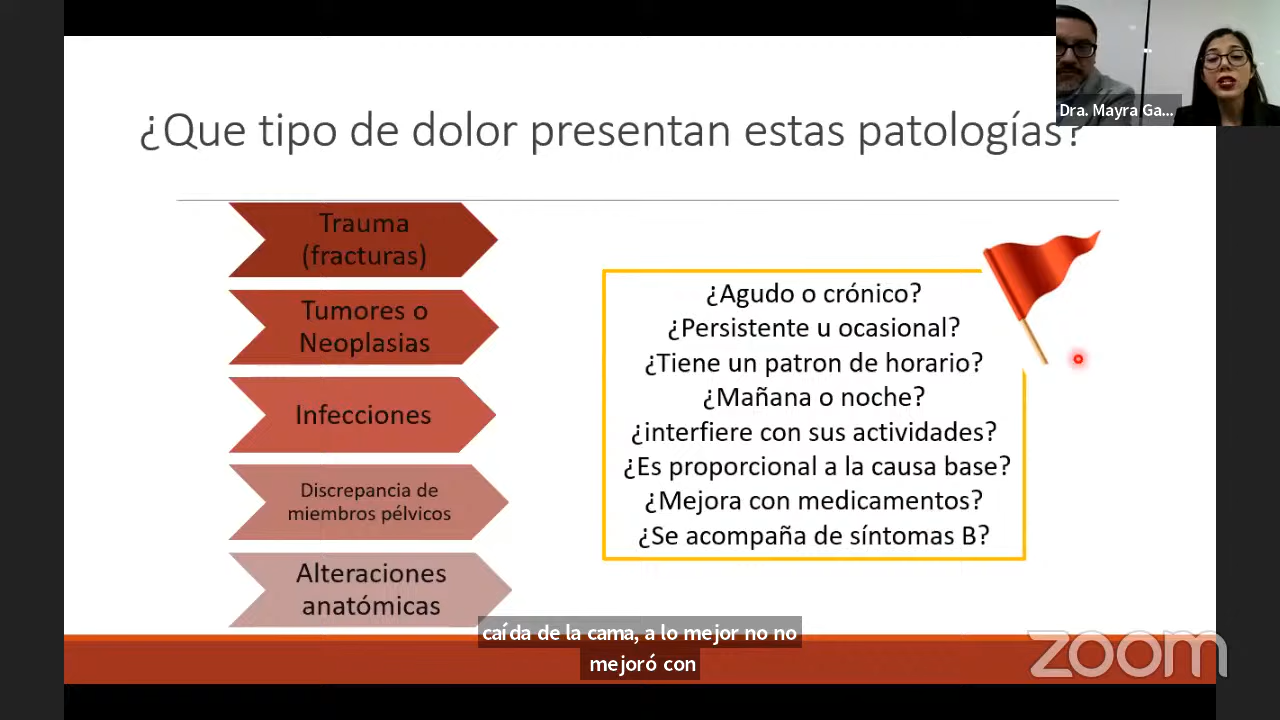 ¿Que tipo de dolor presentan estas patologías?
Dra. Mayra Ga...
Trauma
(fracturas)
Tumores o
Neoplasias
Infecciones
Discrepancia de
miembros pélvicos
Alteraciones
anatómicas
¿Agudo o crónico?
¿Persistente u ocasional?
¿Tiene un patron de horario?
¿Mañana o noche?
¿interfiere con sus actividades?
¿Es proporcional a la causa base?
¿Mejora con medicamentos?
¿Se acompaña de síntomas B?
caída de la cama, a lo mejor no no
mejoró con
zoom